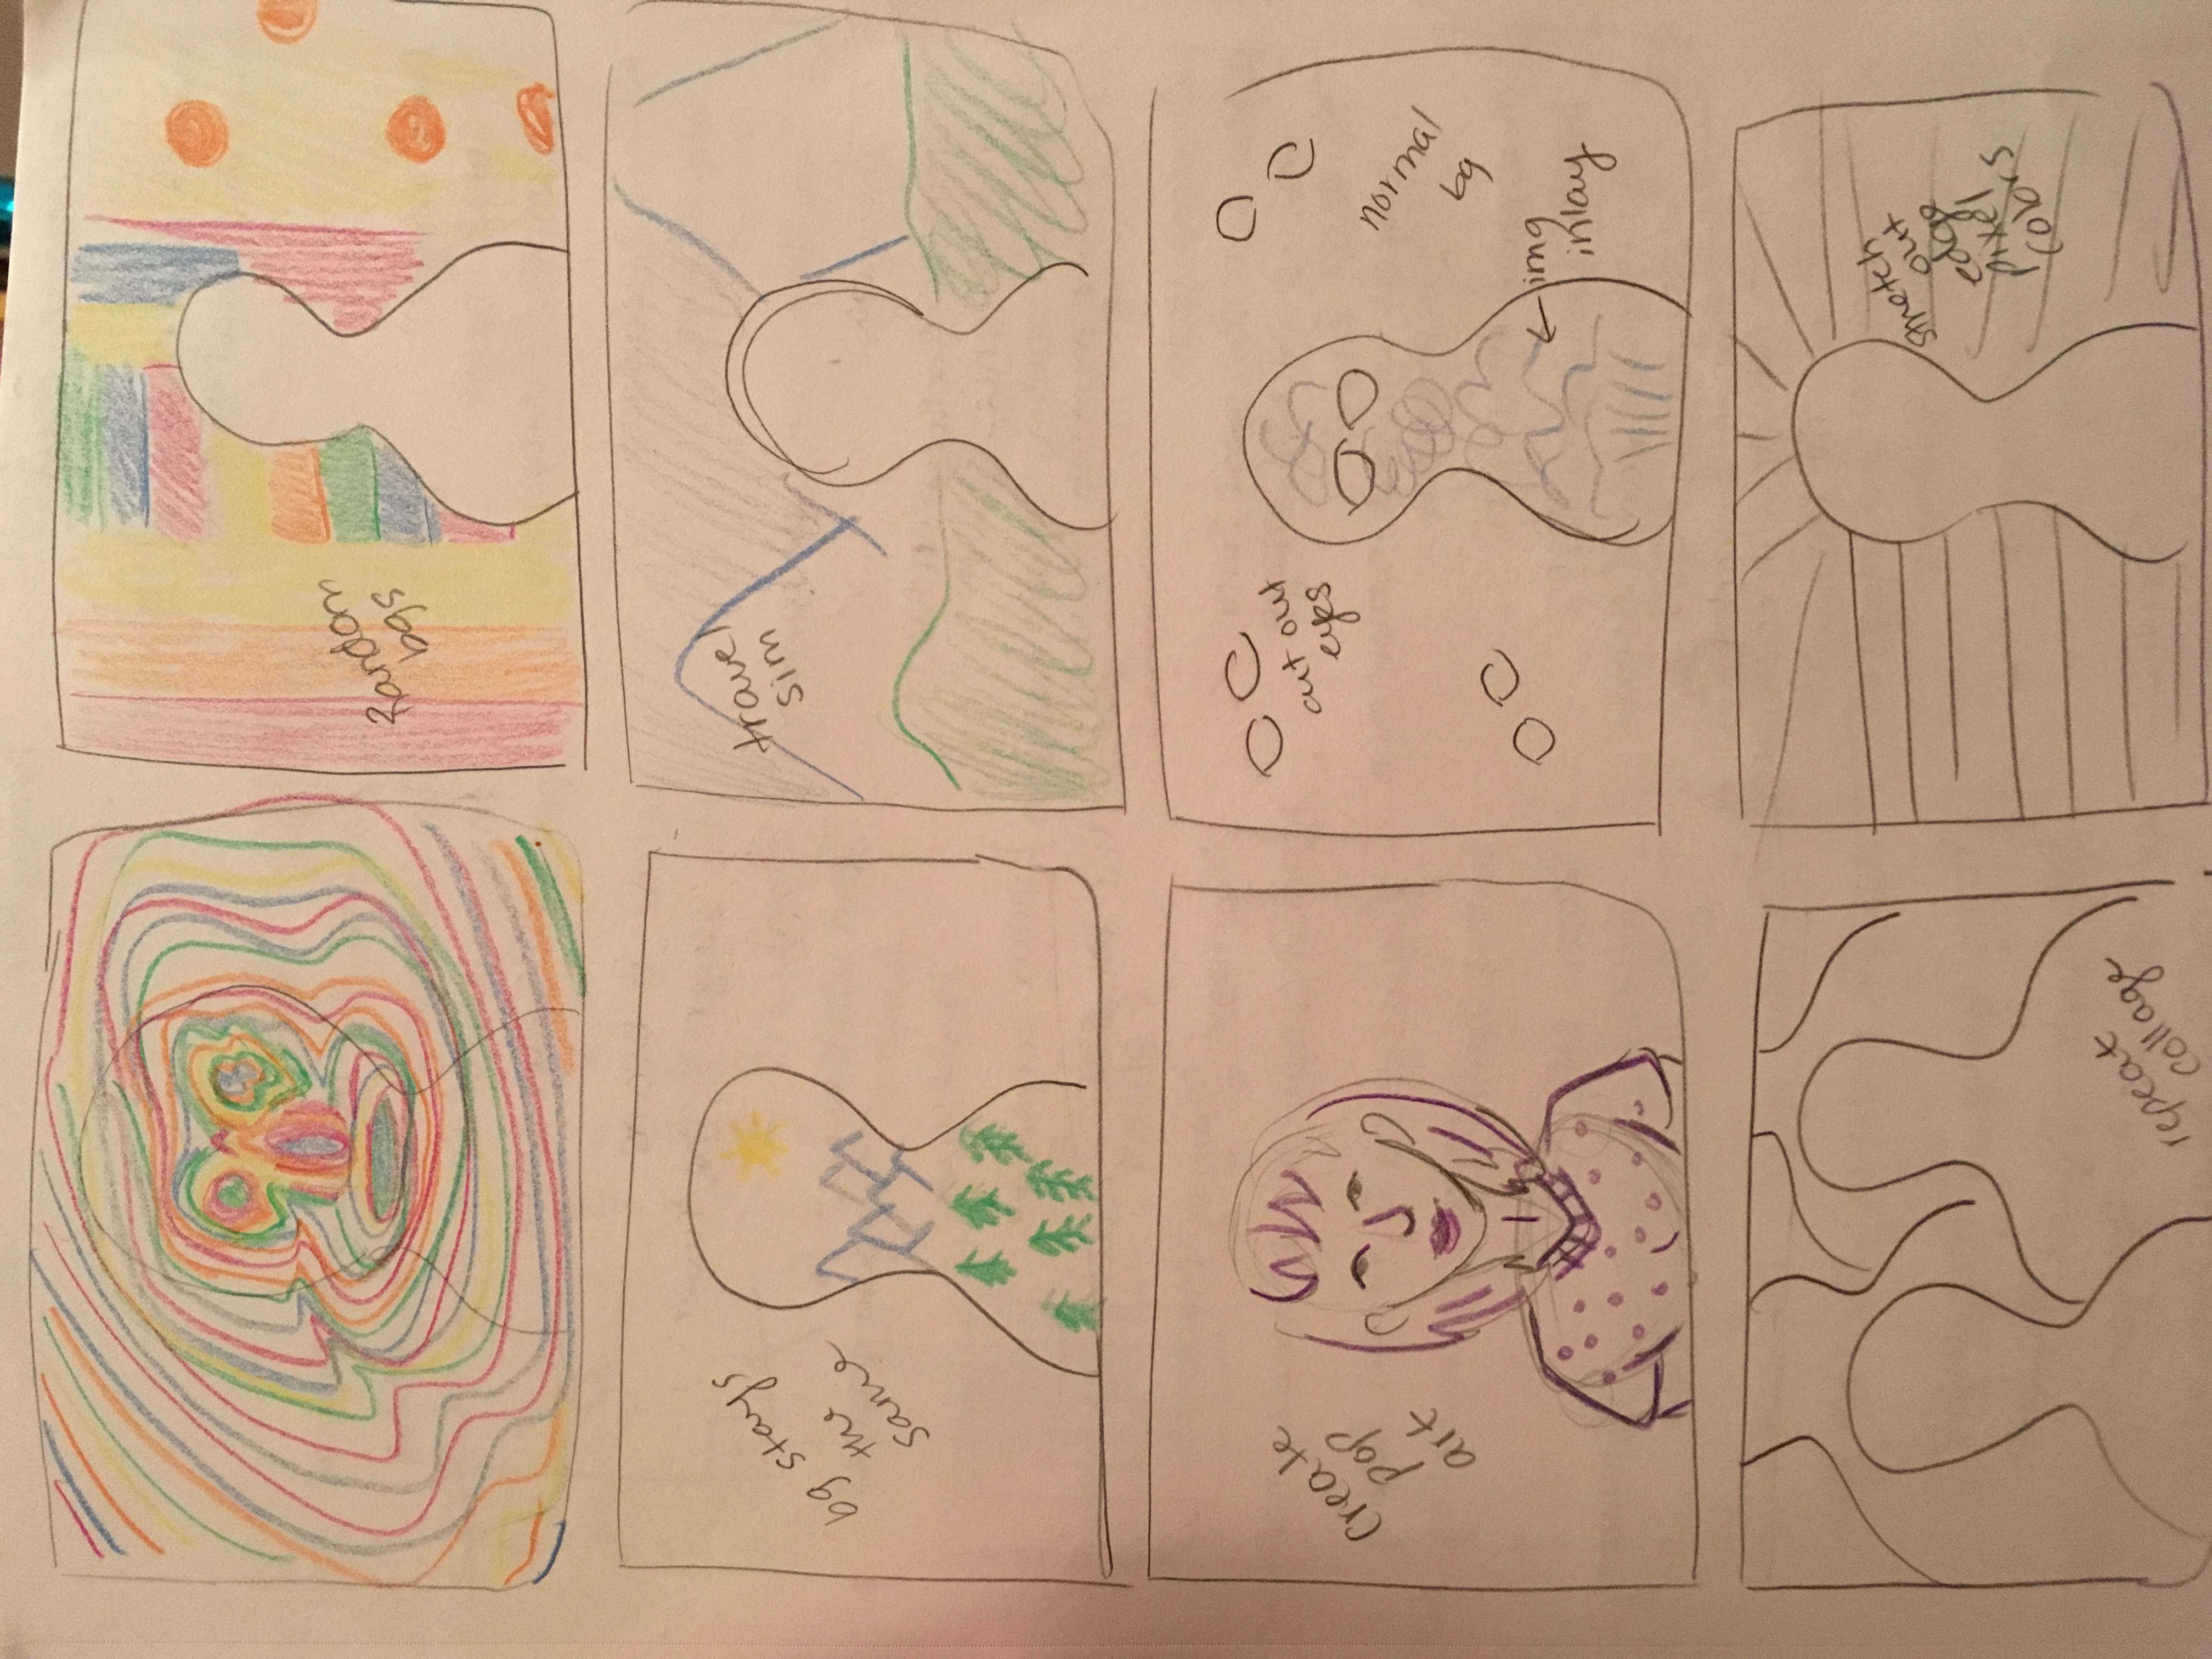 Random
bgs
bg stays
the
same
travel
sim
Create
pop
art
cut out
eyes
normal
bg
img
inlay
repeat
collage
stretch
out
edge
pixel
colors